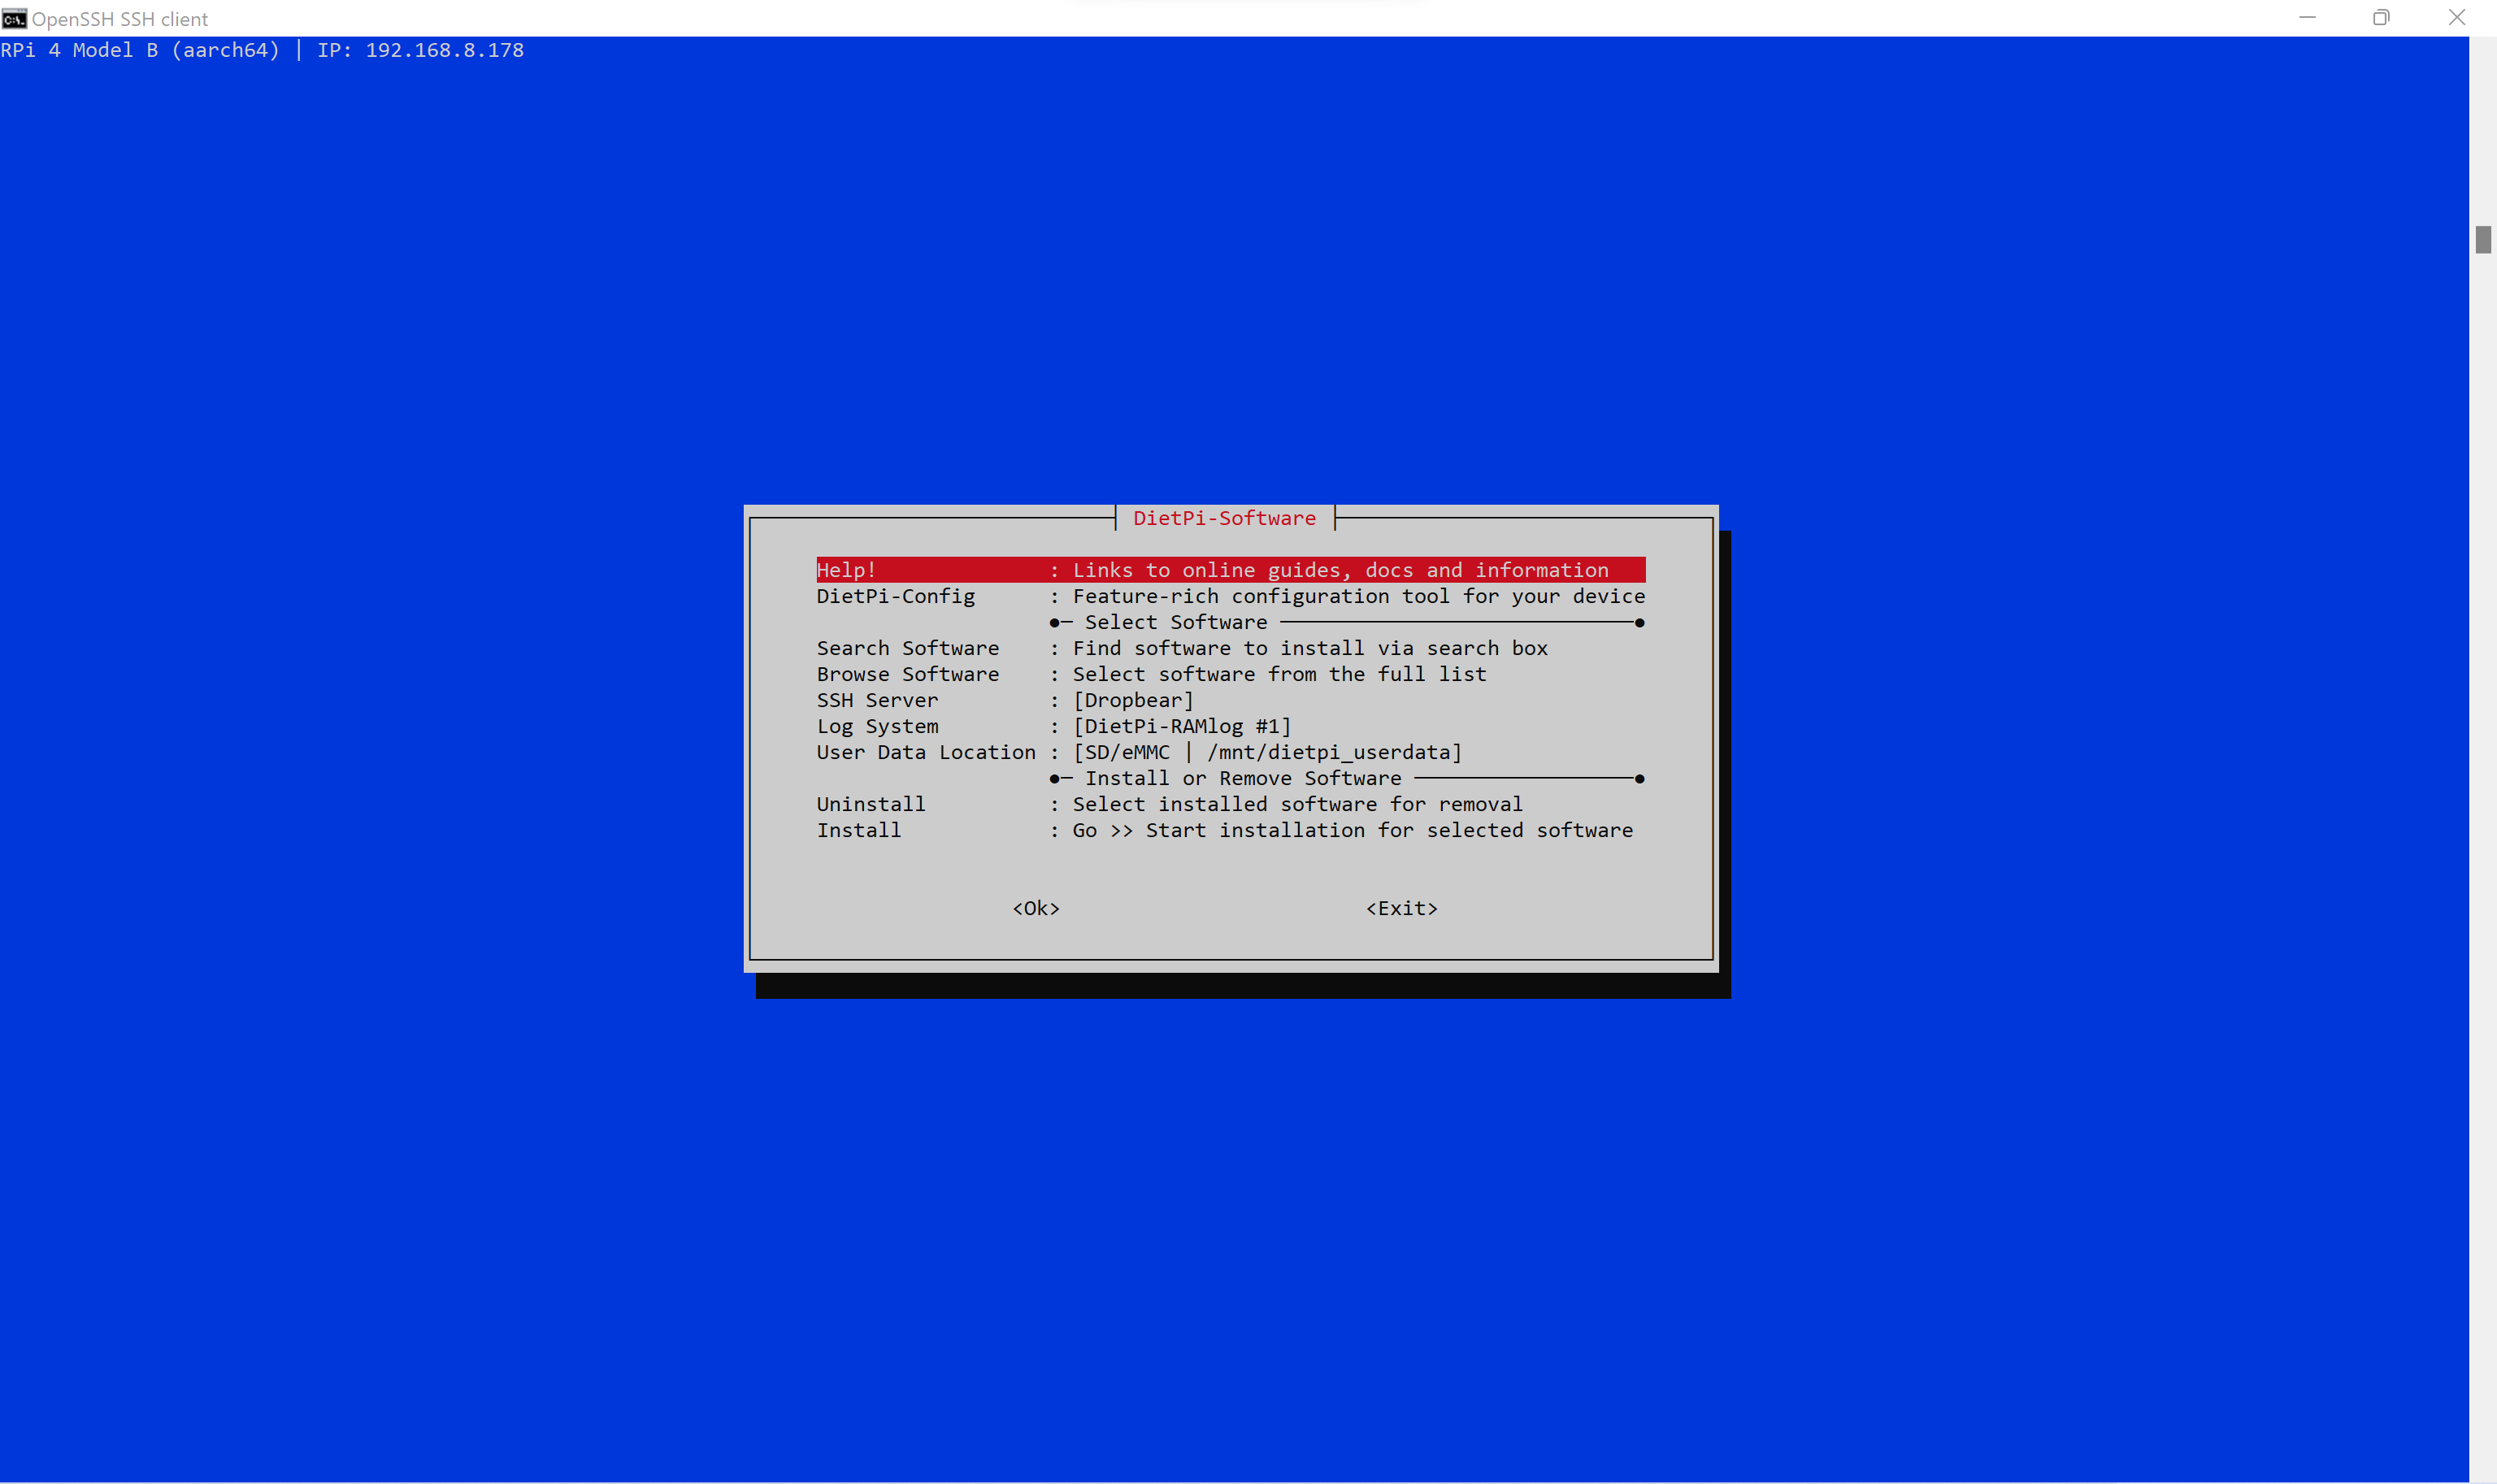 OpenSSH SSH client
RPi 4 Model B (aarch64) | IP: 192.168.8.178
DietPi-Software
Help! : Links to online guides, docs and information
DietPi-Config : Feature-rich configuration tool for your device
●─ Select Software ─────────────────────────────●
Search Software : Find software to install via search box
Browse Software : Select software from the full list
SSH Server : [Dropbear]
Log System : [DietPi-RAMlog #1]
User Data Location : [SD/eMMC | /mnt/dietpi_userdata]
●─ Install or Remove Software ──────────────────●
Uninstall : Select installed software for removal
Install : Go >> Start installation for selected software
<Ok> <Exit>